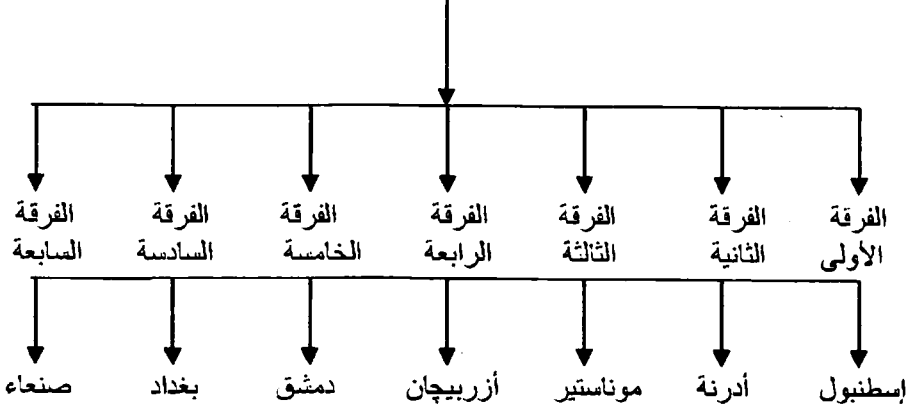 الفرقة الفرقة الفرقة الفرقة الفرقة الفرقة الفرقة
الأولى الثانية الثالثة الرابعة الخامسة السادسة السابعة
إسطنبول أدرنة موناستير أزربيچان دمشق بغداد صنعاء